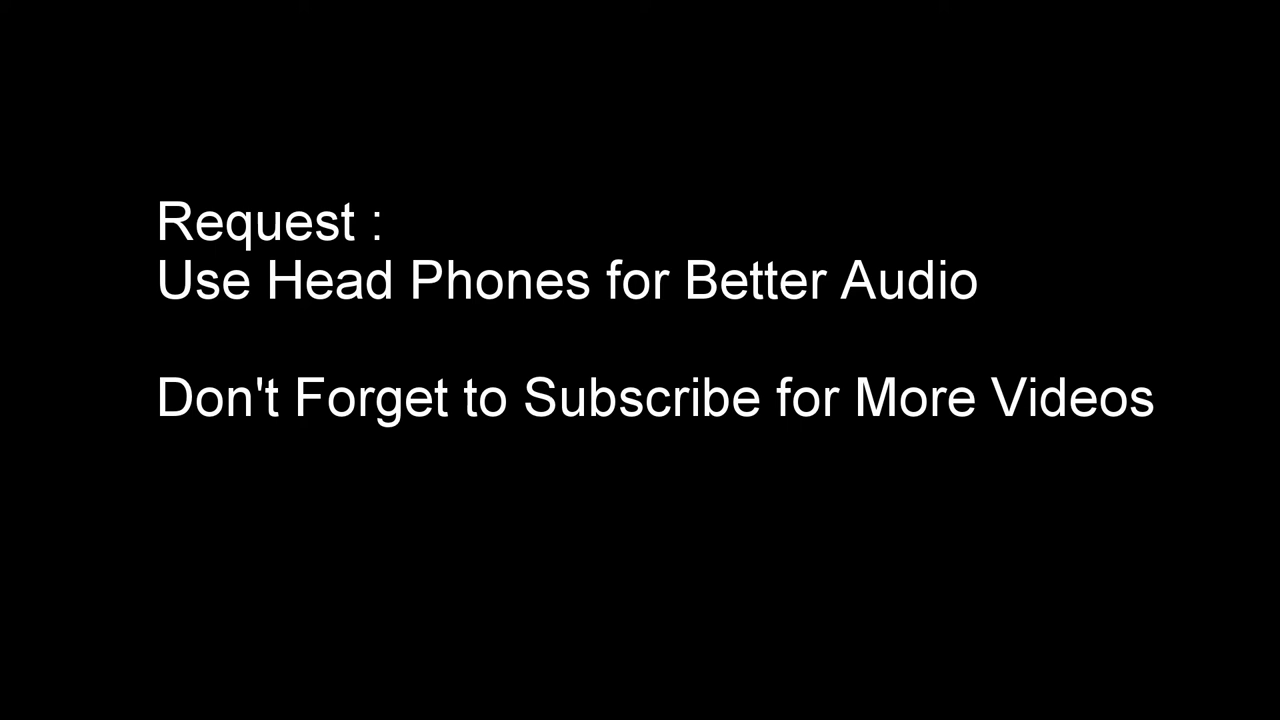 Request :
Use Head Phones for Better Audio
Don't Forget to Subscribe for More Videos